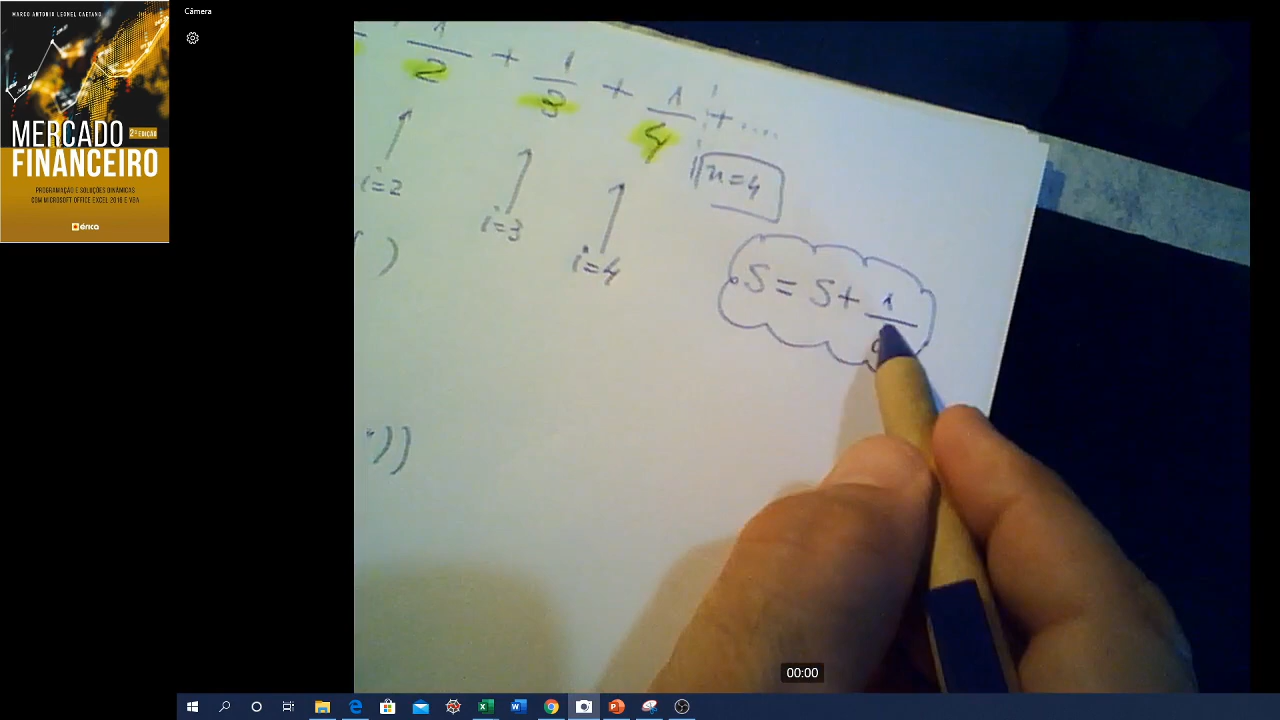 MARCO ANTONIO LEONEL CAETANO
MERCADO 2ª EDIÇÃO
FINANCEIRO
PROGRAMAÇÃO E SOLUÇÕES DINÂMICAS
COM MICROSOFT OFFICE EXCEL 2016 E VBA
érica
Câmera
1/2 + 1/3 + 1/4 + ....
n=4
i=2
i=3
i=4
)
S = S + 1/
))
00:00